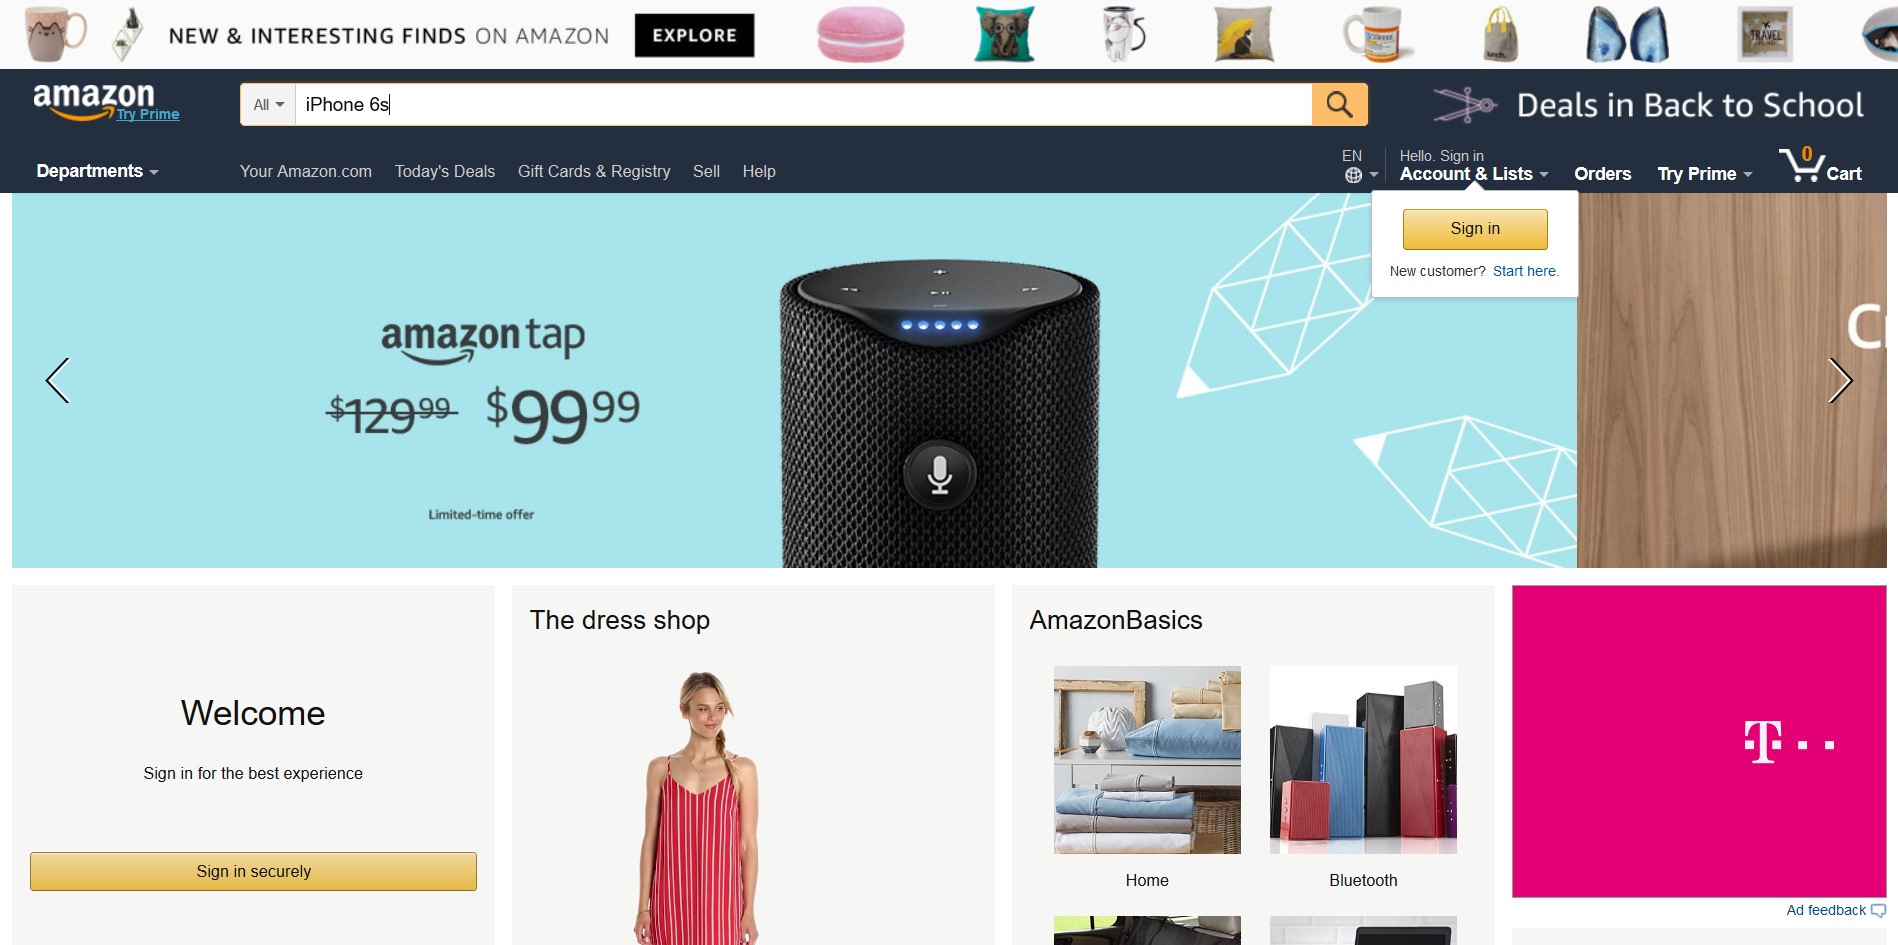 NEW & INTERESTING FINDS ON AMAZON
EXPLORE
lunch.
TRAVEL
amazon
Try Prime
All
iPhone 6s
Deals in Back to School
Departments
Your Amazon.com
Today's Deals
Gift Cards & Registry
Sell
Help
EN
Hello. Sign in
Account & Lists
Orders
Try Prime
0
Cart
Sign in
New customer? Start here.
amazon tap
$129.99 $99.99
Limited-time offer
Welcome
Sign in for the best experience
Sign in securely
The dress shop
AmazonBasics
Home
Bluetooth
T
Ad feedback